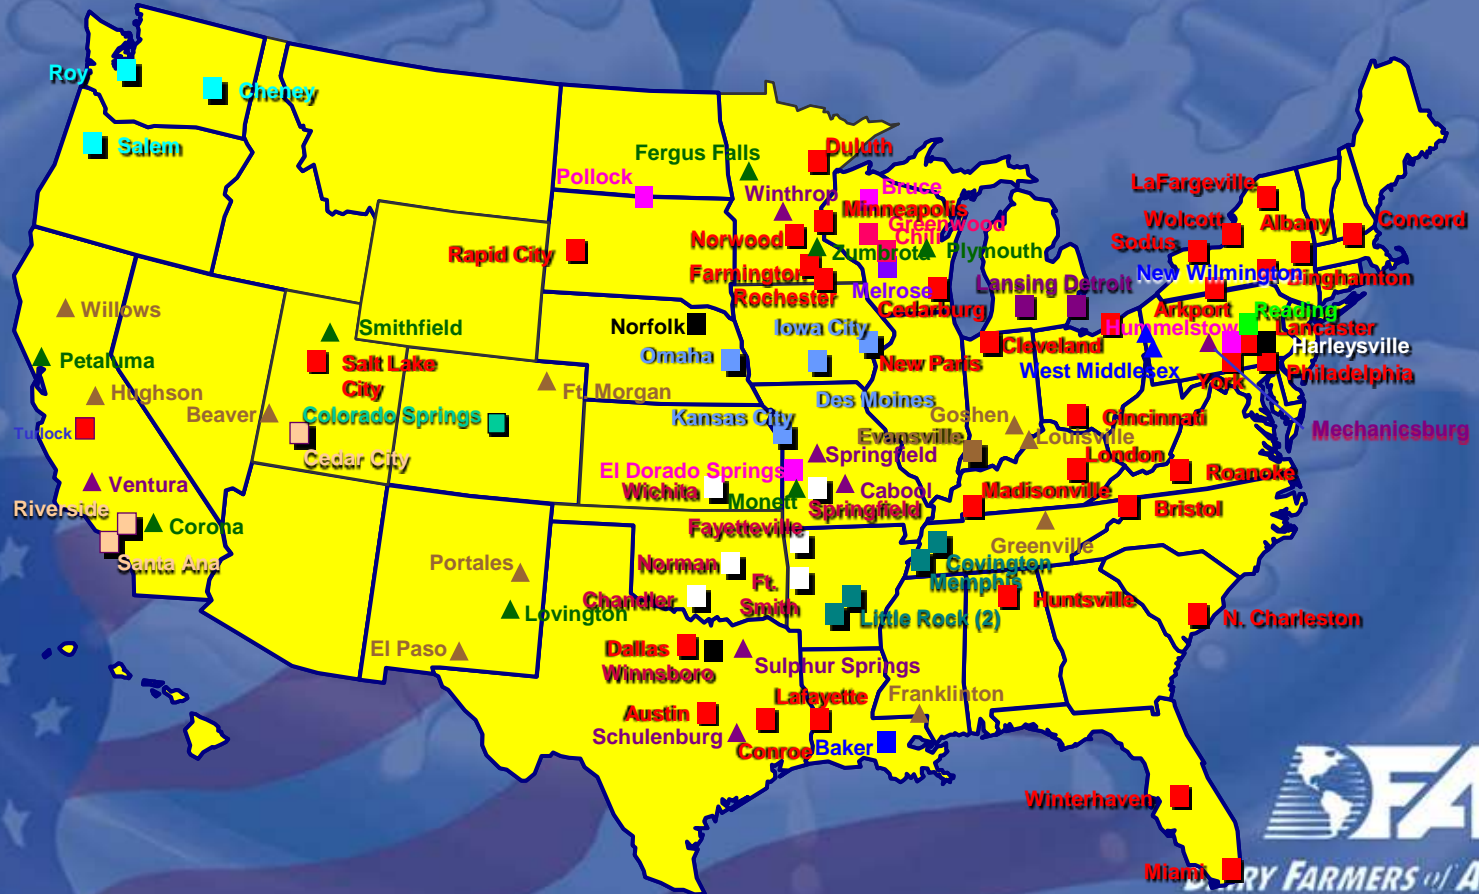 Roy
Cheney
Salem
Fergus Falls
Duluth
Pollock
Winthrop
Bruce
Minneapolis
Greenwood
Chili
Norwood
Zumbrota
Plymouth
Rapid City
Farmington
Rochester
Melrose
Cedarburg
Lansing Detroit
LaFargeville
Wolcott
Albany
Concord
Sodus
New Wilmington
Binghamton
Arkport
Reading
Hummelstow
Lancaster
Harleysville
Cleveland
West Middlesex
York
Philadelphia
Mechanicsburg
Willows
Smithfield
Norfolk
Iowa City
Petaluma
Salt Lake
City
Omaha
New Paris
Hughson
Ft. Morgan
Des Moines
Beaver
Colorado Springs
Kansas City
Goshen
Cincinnati
Turlock
Evansville
Louisville
Cedar City
Springfield
London
El Dorado Springs
Roanoke
Ventura
Wichita
Monett
Cabool
Madisonville
Riverside
Springfield
Bristol
Corona
Fayetteville
Greenville
Santa Ana
Portales
Norman
Covington
Ft.
Smith
Memphis
Chandler
Huntsville
Lovington
Little Rock (2)
N. Charleston
El Paso
Dallas
Winnsboro
Sulphur Springs
Lafayette
Franklinton
Austin
Schulenburg
Conroe
Baker
Winterhaven
Miami
DFA
DAIRY FARMERS of A